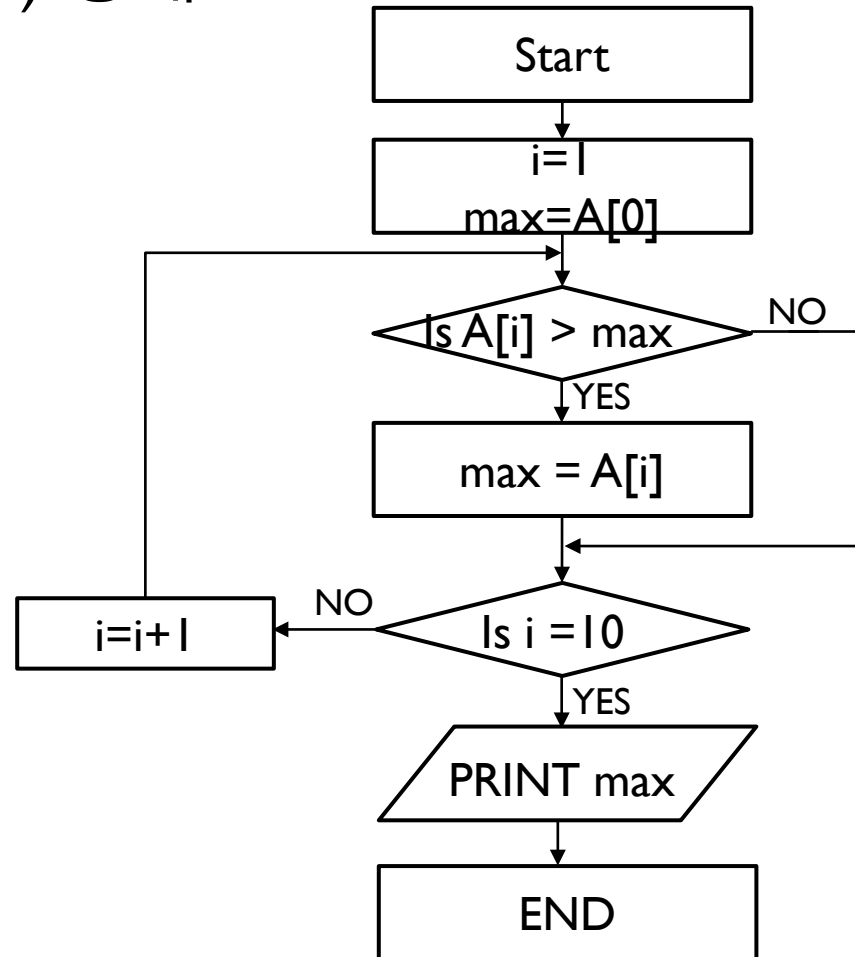 Start
i=1
max=A[0]
Is A[i] > max
NO
YES
max = A[i]
NO
i=i+1
Is i =10
YES
PRINT max
END